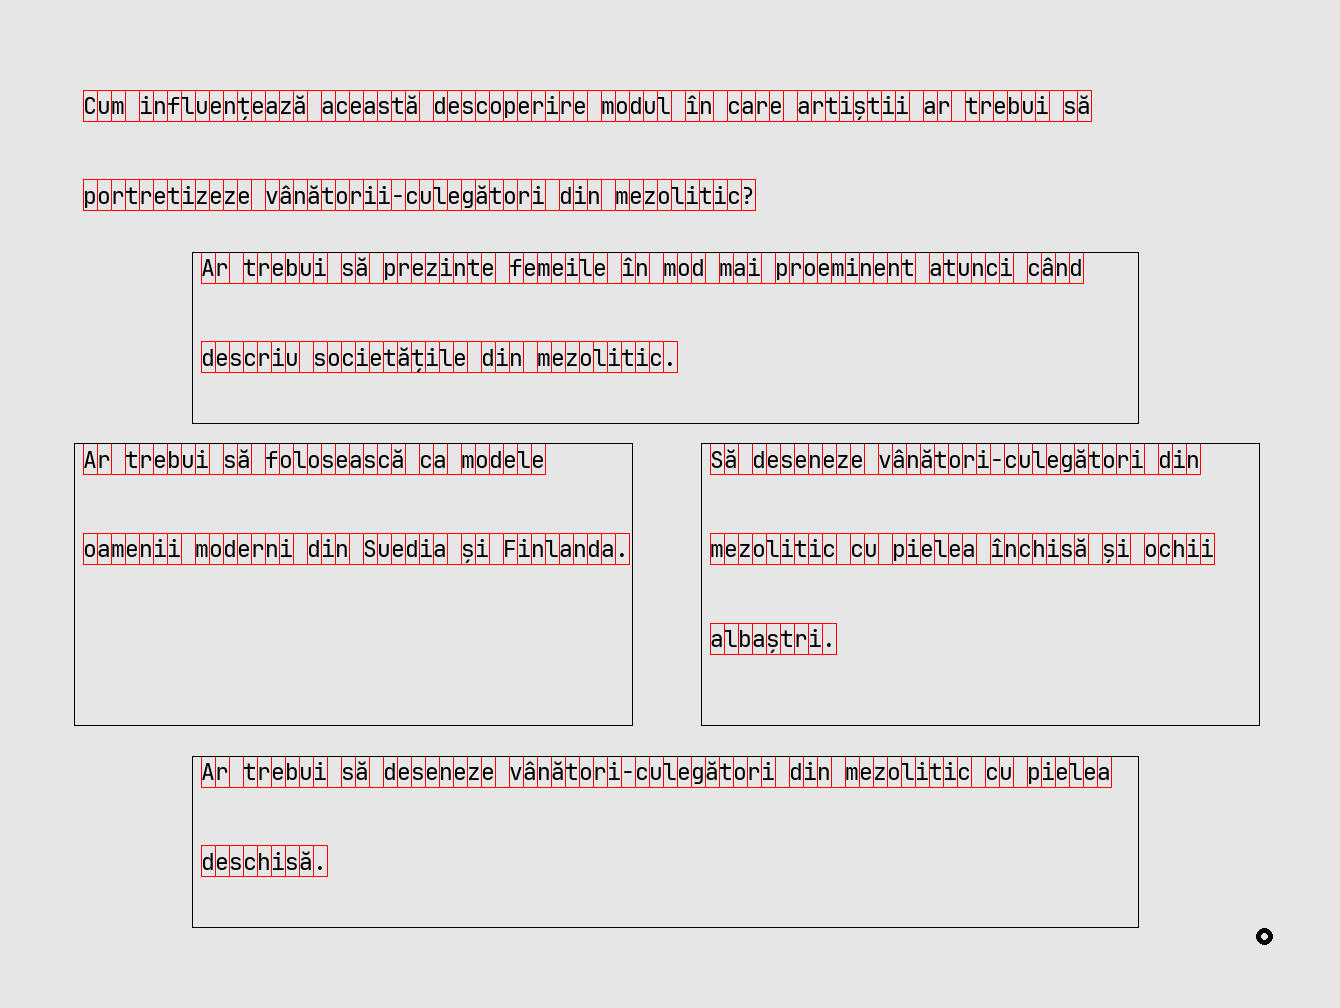 Cum influențează această descoperire modul în care artiștii ar trebui să
portretizeze vânătorii-culegători din mezolitic?
Ar trebui să prezinte femeile în mod mai proeminent atunci când
descriu societățile din mezolitic.
Ar trebui să folosească ca modele
oamenii moderni din Suedia și Finlanda.
Să deseneze vânători-culegători din
mezolitic cu pielea închisă și ochii
albaștri.
Ar trebui să deseneze vânători-culegători din mezolitic cu pielea
deschisă.